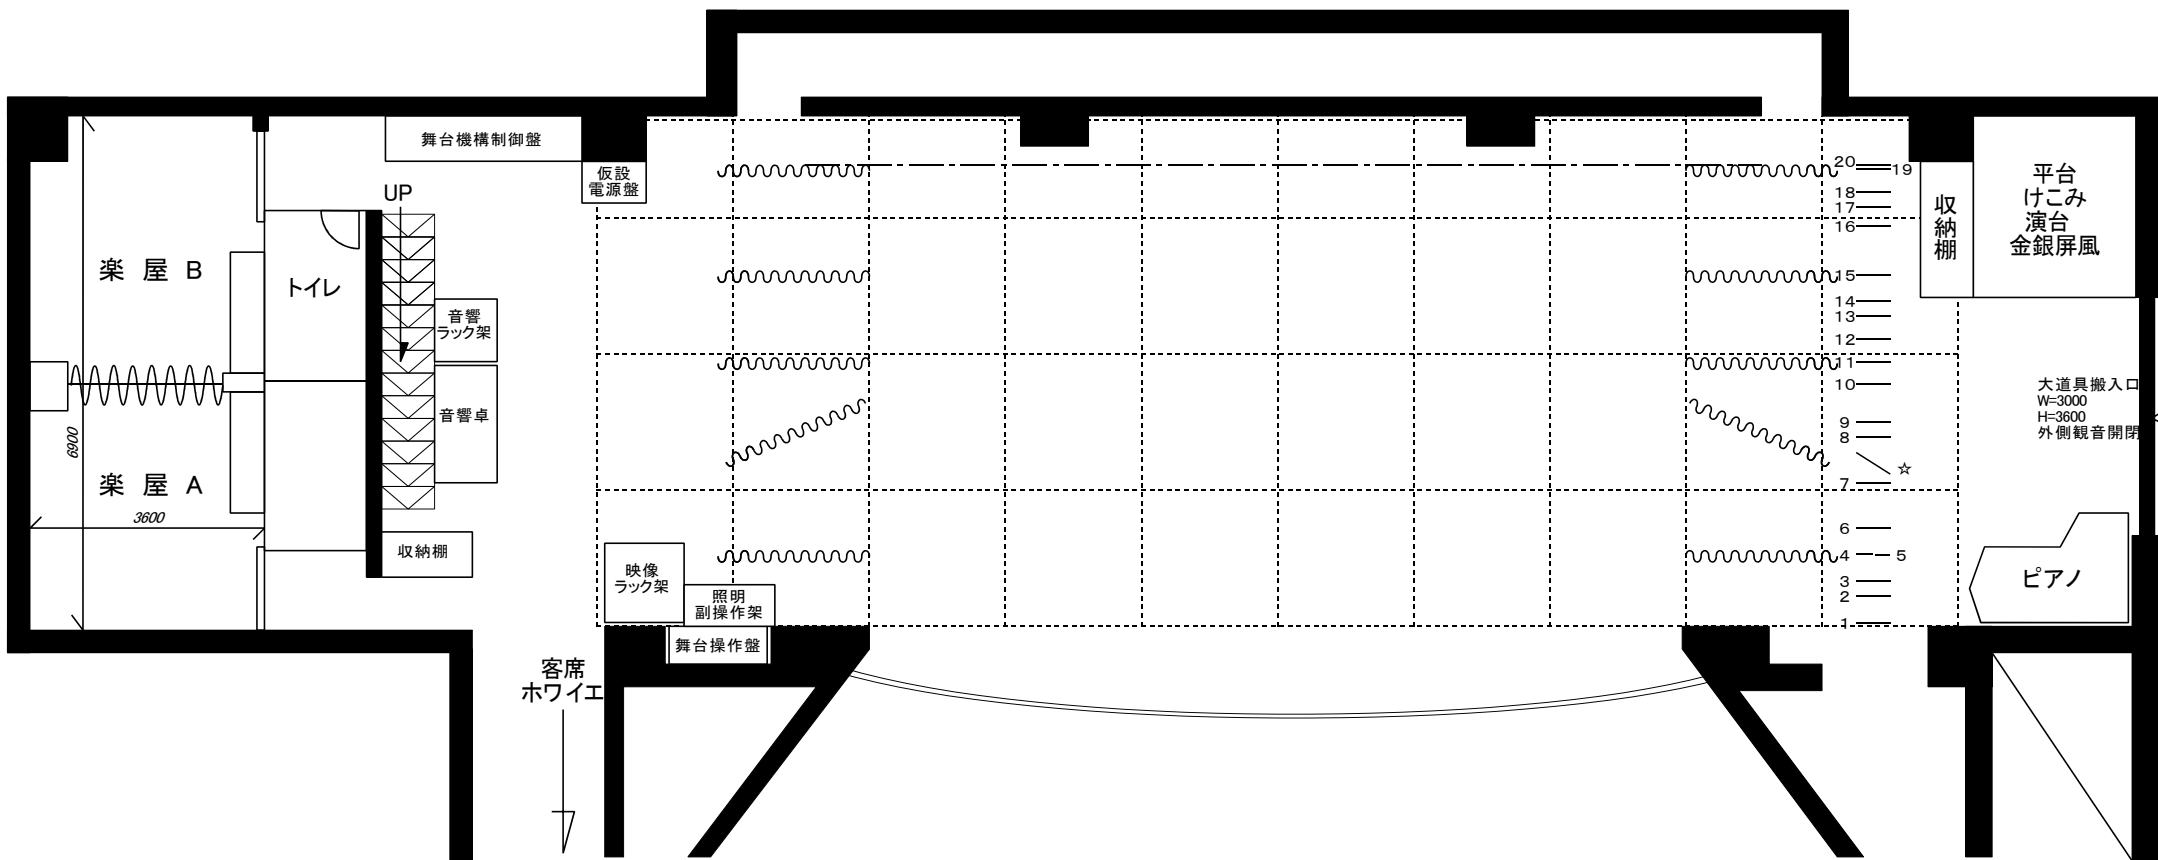 舞台機構制御盤
仮設
電源盤
UP
楽 屋 B
トイレ
音響
ラック架
音響卓
6900
楽 屋 A
3600
収納棚
映像
ラック架
照明
副操作架
舞台操作盤
客席
ホワイエ
20
19
18
17
16
15
14
13
12
11
10
9
8
☆
7
6
4
5
3
2
1
収納棚
平台
けこみ
演台
金銀屏風
大道具搬入口
W=3000
H=3600
外側観音開閉
ピアノ